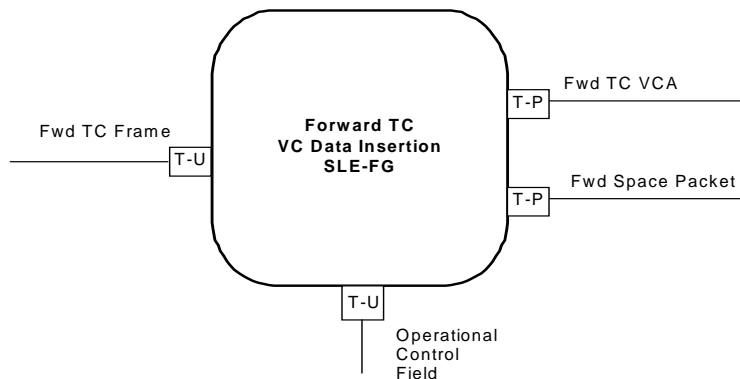 Fwd TC VCA
T-P
Forward TC
VC Data Insertion
SLE-FG
Fwd TC Frame
T-U
Fwd Space Packet
T-P
T-U
Operational
Control
Field